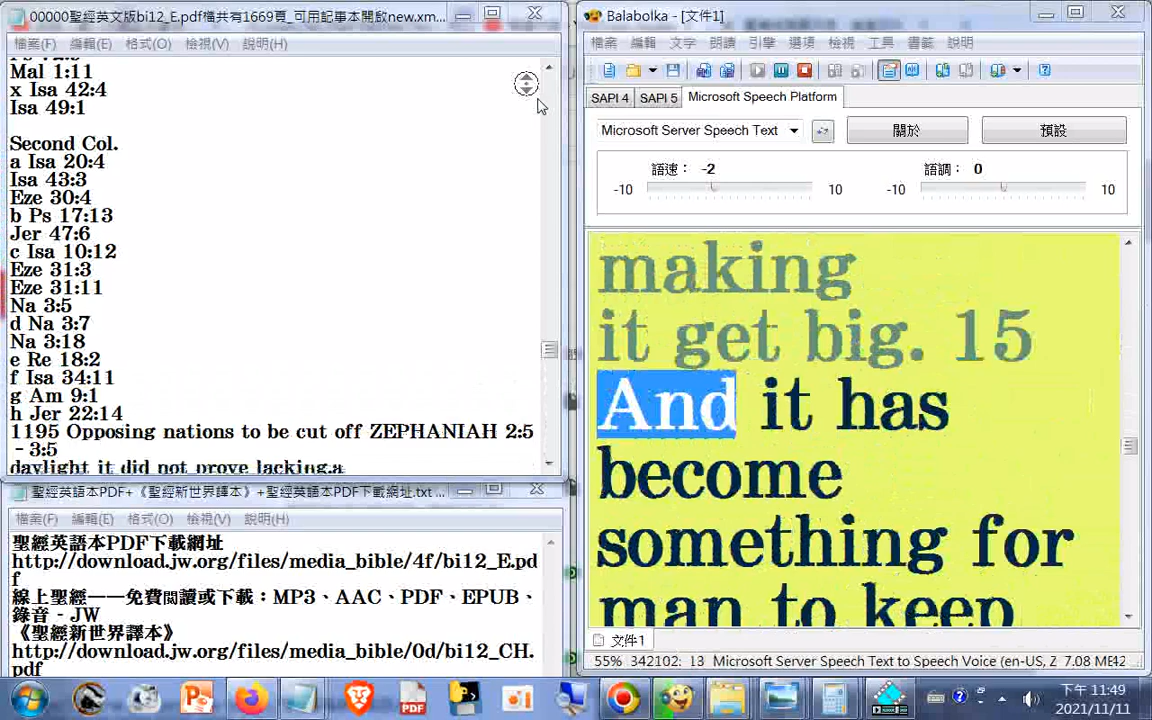 00000聖經英文版bi12_E.pdf檔共有1669頁_可用記事本開啟new.xm...
檔案(F) 編輯(E) 格式(O) 檢視(V) 說明(H)
Mal 1:11
x Isa 42:4
Isa 49:1
Second Col.
a Isa 20:4
Isa 43:3
Eze 30:4
b Ps 17:13
Jer 47:6
c Isa 10:12
Eze 31:3
Eze 31:11
Na 3:5
d Na 3:7
Na 3:18
e Re 18:2
f Isa 34:11
g Am 9:1
h Jer 22:14
1195 Opposing nations to be cut off ZEPHANIAH 2:5
- 3:5
daylight it did not prove lacking.a
聖經英語本PDF+《聖經新世界譯本》+聖經英語本PDF下載網址.txt ...
檔案(F) 編輯(E) 格式(O) 檢視(V) 說明(H)
聖經英語本PDF下載網址
http://download.jw.org/files/media_bible/4f/bi12_E.pd
f
線上聖經——免費閱讀或下載：MP3、AAC、PDF、EPUB、
錄音 - JW
《聖經新世界譯本》
http://download.jw.org/files/media_bible/0d/bi12_CH.
pdf
Balabolka - [文件1]
檔案 編輯 文字 朗讀 引擎 選項 檢視 工具 書籤 說明
SAPI 4 SAPI 5 Microsoft Speech Platform
Microsoft Server Speech Text 關於 預設
語速： -2 語調： 0
-10 10 -10 10
making
it get big. 15
And it has
become
something for
man to keep
文件1
55% 342102: 13 Microsoft Server Speech Text to Speech Voice (en-US, Z 7.08 ME42
下午 11:49
2021/11/11